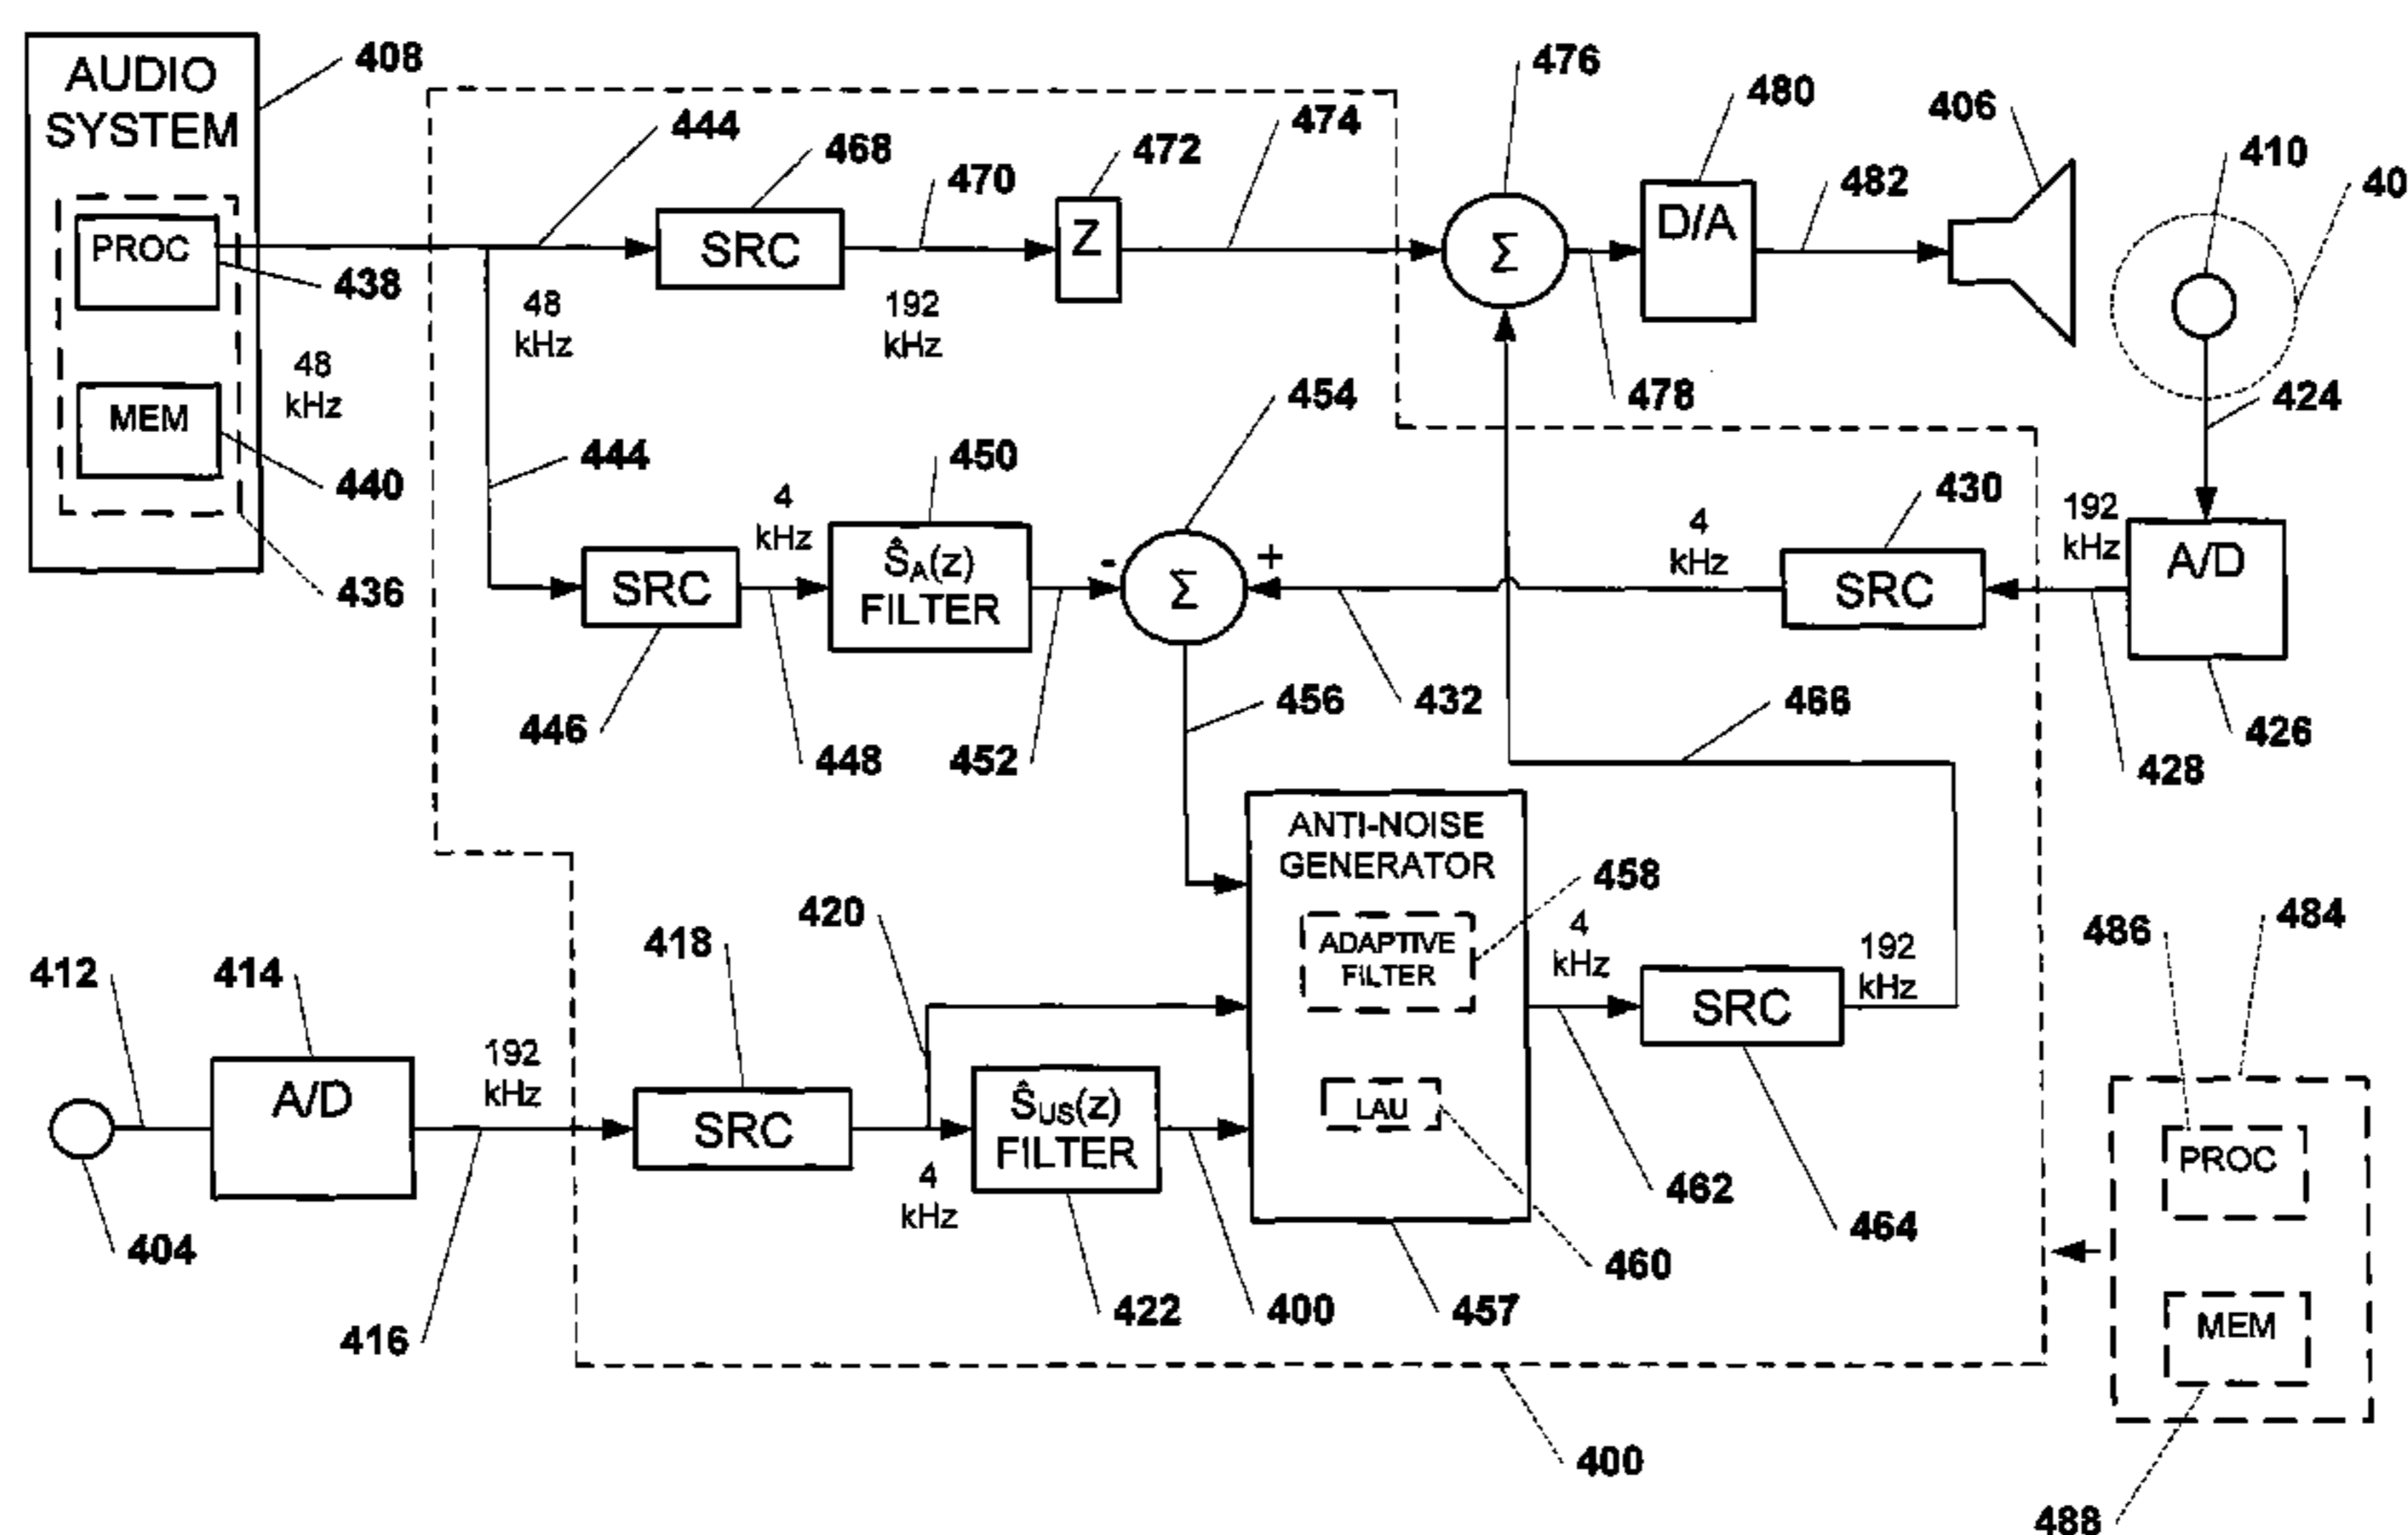 AUDIO
SYSTEM
408
PROC
438
48
kHz
MEM
440
436
444
468
SRC
470
472
Z
474
476
Σ
480
D/A
482
406
410
40
48
kHz
192
kHz
478
424
444
446
SRC
4
kHz
448
450
ŜA(z)
FILTER
452
454
-
+
Σ
456
432
4
kHz
430
SRC
192
kHz
A/D
428
426
466
ANTI-NOISE
GENERATOR
458
ADAPTIVE
FILTER
LAU
460
457
4
kHz
462
SRC
464
192
kHz
412
414
A/D
404
192
kHz
416
418
SRC
420
4
kHz
ŜUS(z)
FILTER
422
400
400
486
484
PROC
MEM
488